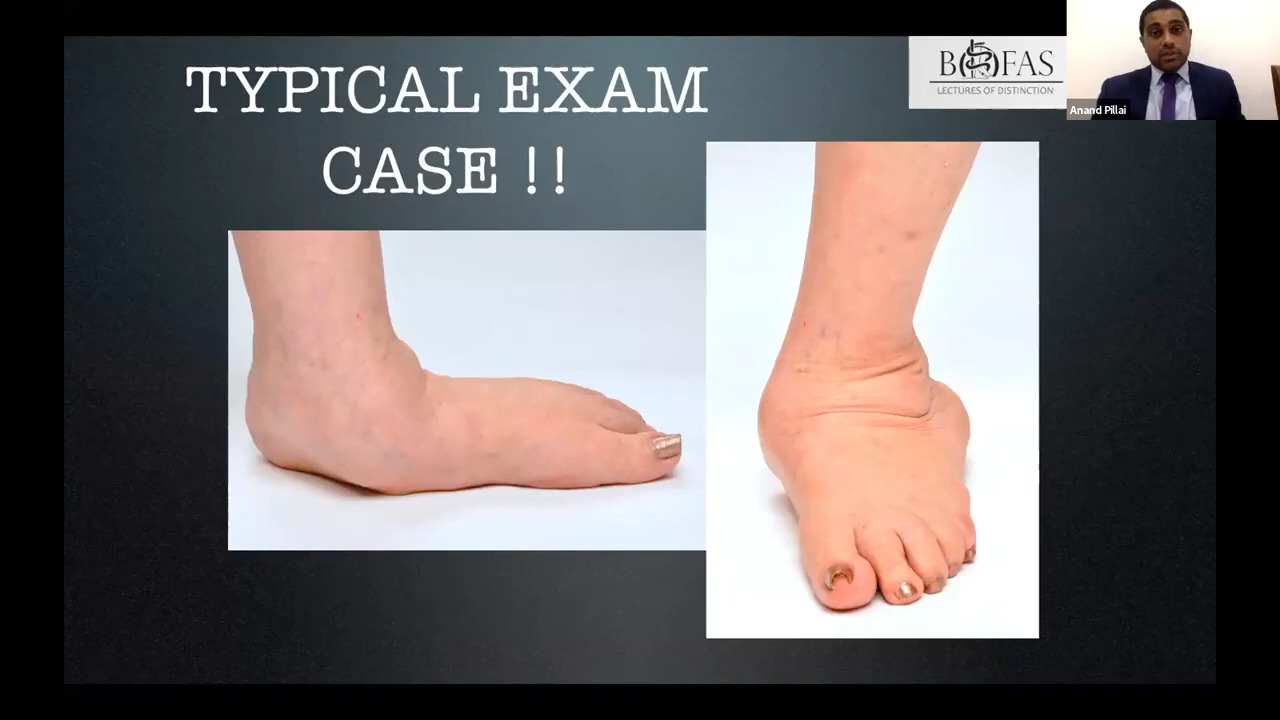 TYPICAL EXAM
CASE !!
BOFAS
LECTURES OF DISTINCTION
Anand Pillai